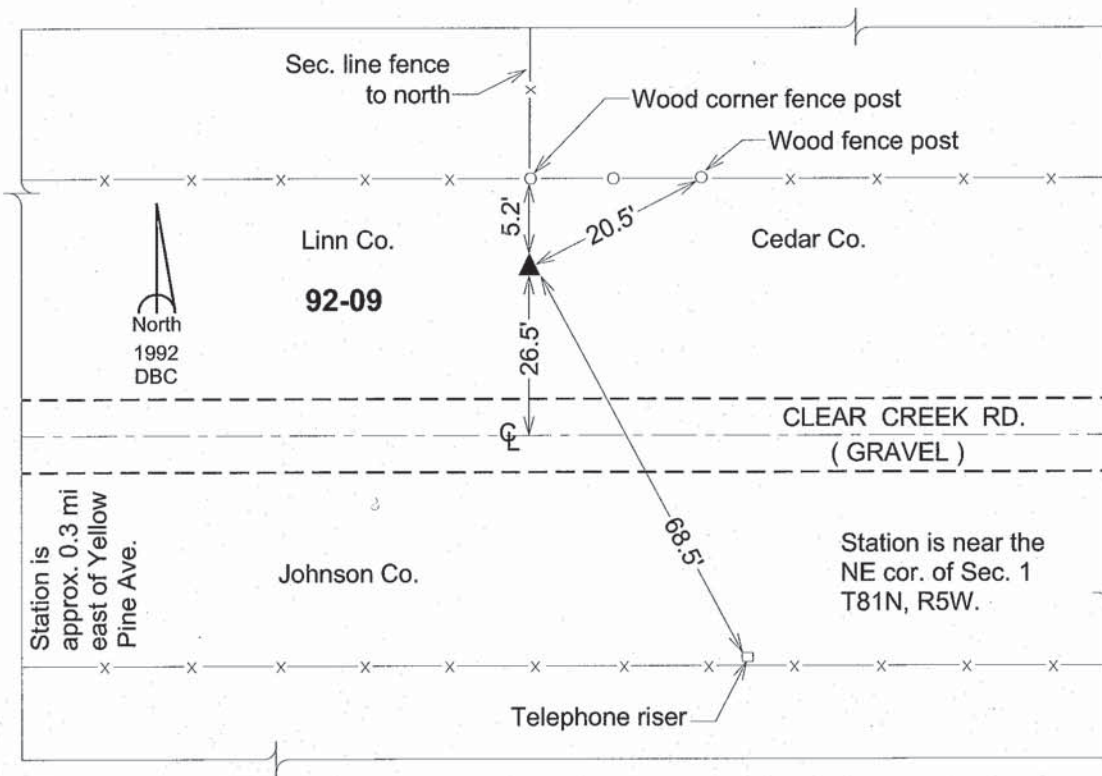 Sec. line fence
to north
Wood corner fence post
Wood fence post
5.2'
20.5'
Linn Co.
Cedar Co.
92-09
26.5'
North
1992
DBC
CLEAR CREEK RD.
( GRAVEL )
CL
68.5'
Station is
approx. 0.3 mi
east of Yellow
Pine Ave.
Johnson Co.
Station is near the
NE cor. of Sec. 1
T81N, R5W.
Telephone riser